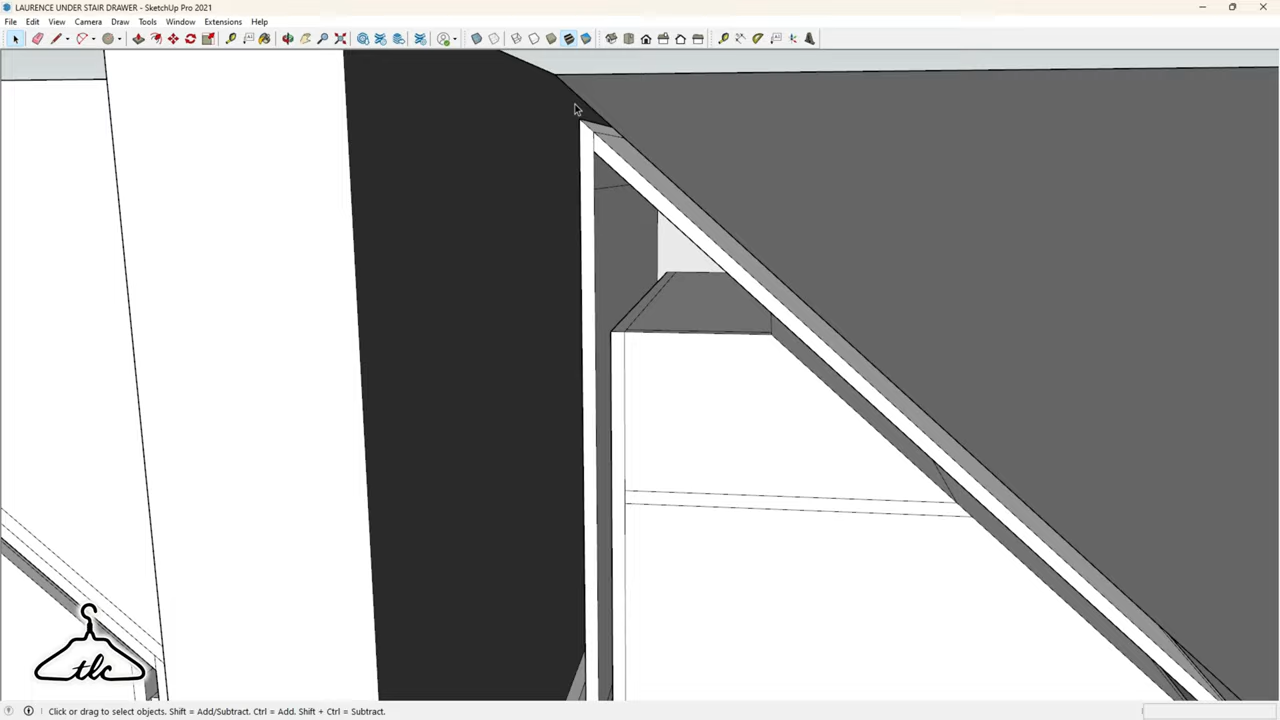 LAURENCE UNDER STAIR DRAWER - SketchUp Pro 2021
File Edit View Camera Draw Tools Window Extensions Help
tlc
Click or drag to select objects. Shift = Add/Subtract. Ctrl = Add. Shift + Ctrl = Subtract.